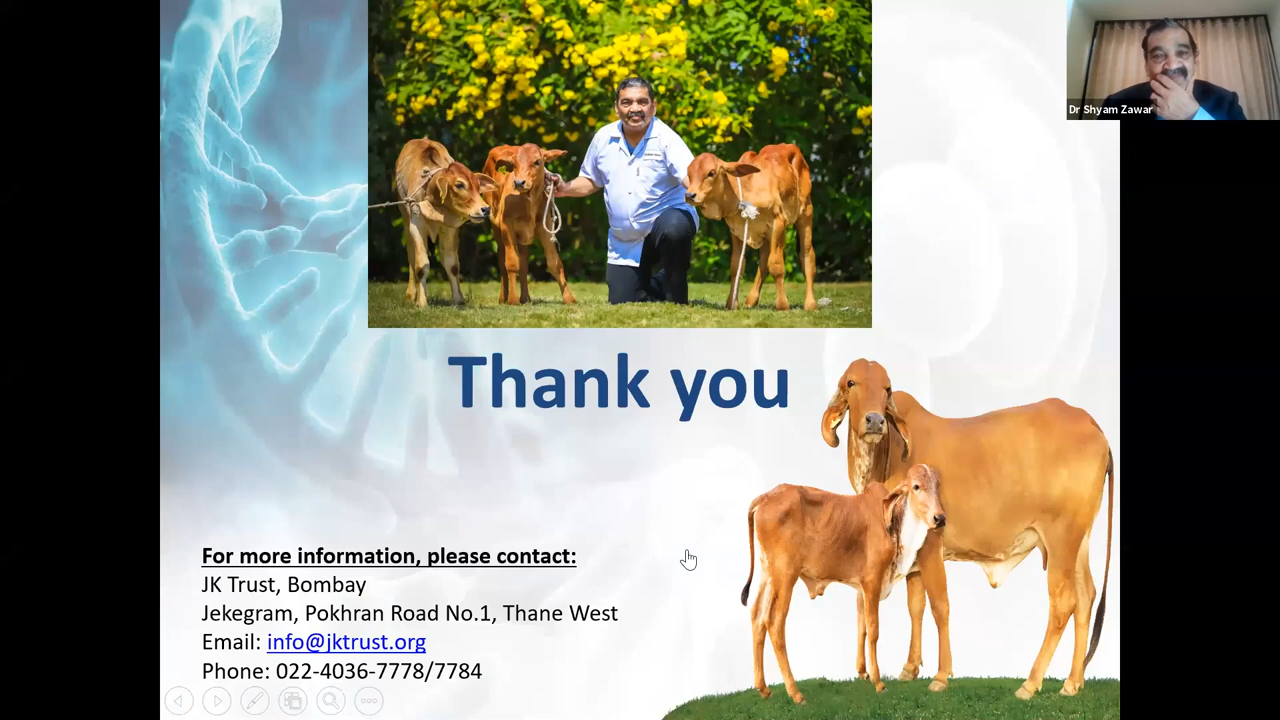 Dr Shyam Zawar
Thank you
For more information, please contact:
JK Trust, Bombay
Jekegram, Pokhran Road No.1, Thane West
Email: info@jktrust.org
Phone: 022-4036-7778/7784